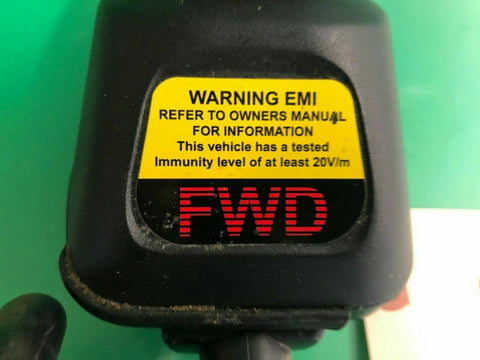 WARNING EMI
REFER TO OWNERS MANUAL
FOR INFORMATION
This vehicle has a tested
Immunity level of at least 20V/m
FWD